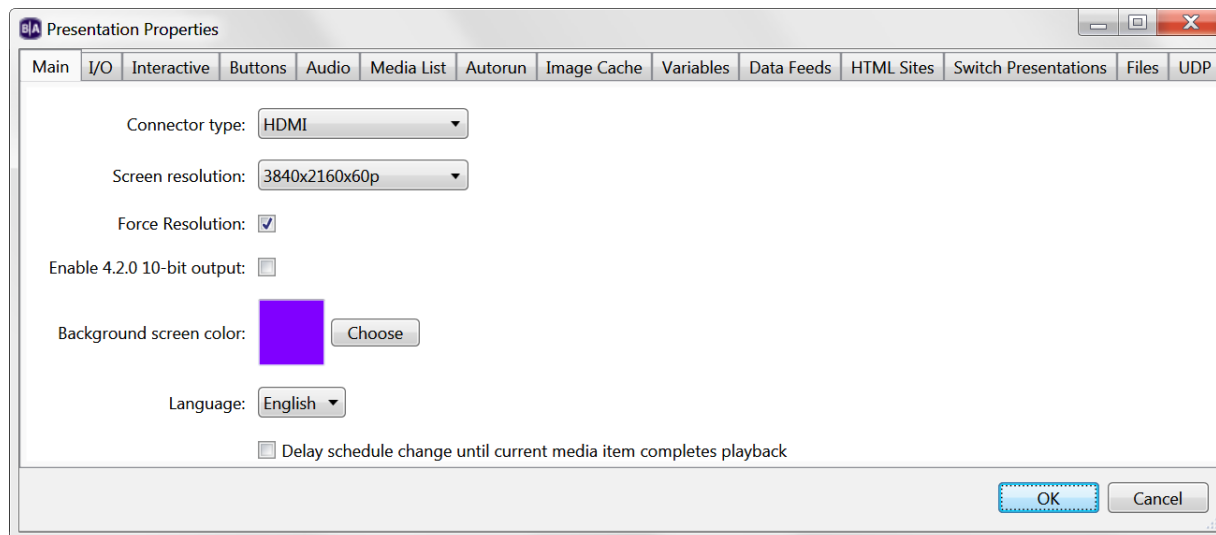 B|A Presentation Properties
Main I/O Interactive Buttons Audio Media List Autorun Image Cache Variables Data Feeds HTML Sites Switch Presentations Files UDP
Connector type: HDMI
Screen resolution: 3840x2160x60p
Force Resolution:
Enable 4.2.0 10-bit output:
Background screen color: Choose
Language: English
Delay schedule change until current media item completes playback
OK Cancel